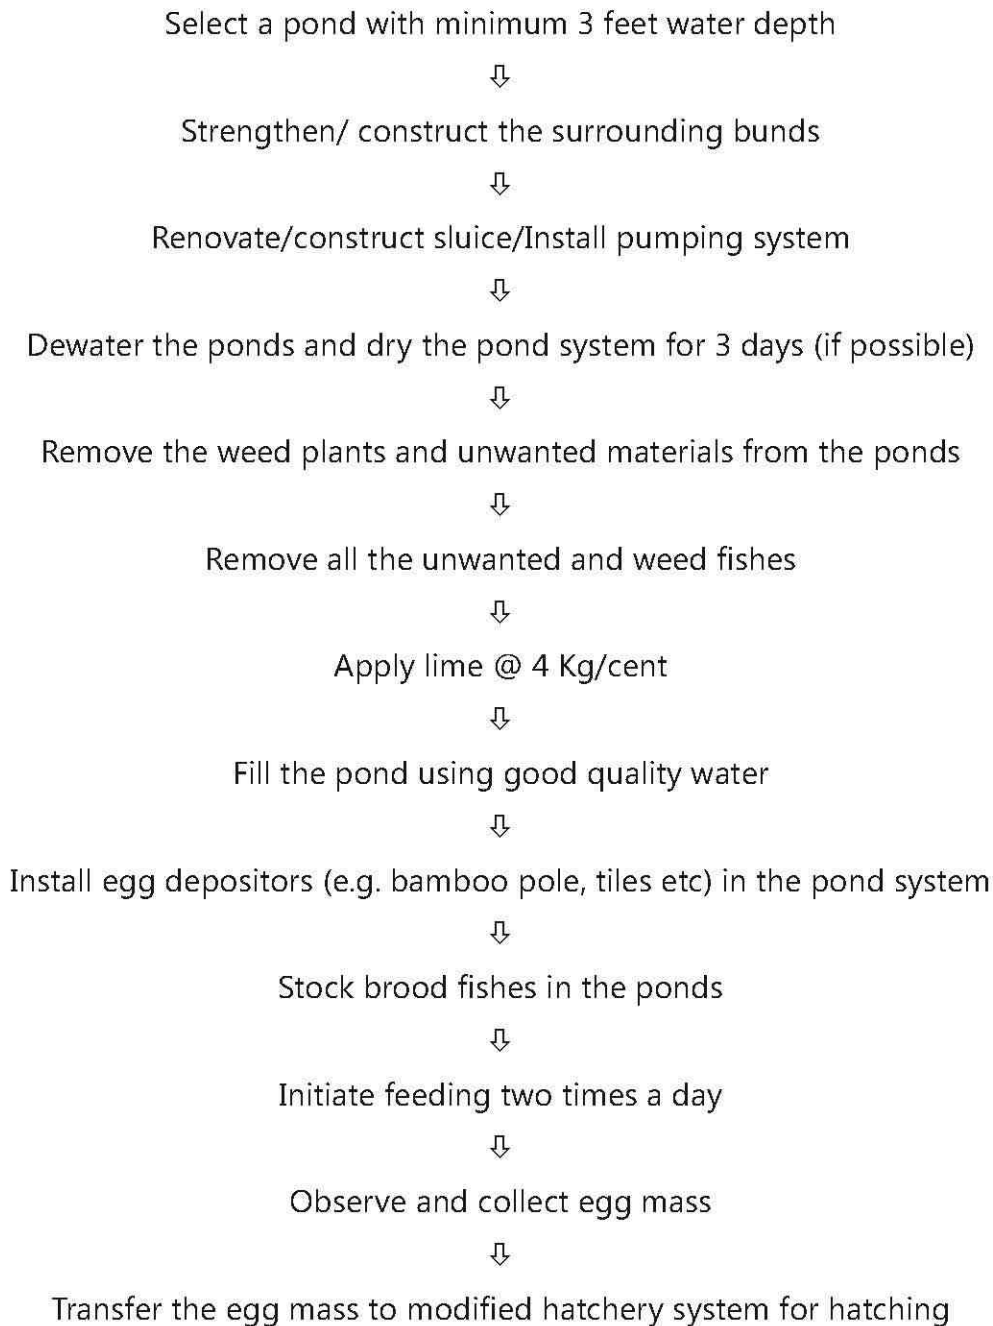 Select a pond with minimum 3 feet water depth
⇩
Strengthen/ construct the surrounding bunds
⇩
Renovate/construct sluice/Install pumping system
⇩
Dewater the ponds and dry the pond system for 3 days (if possible)
⇩
Remove the weed plants and unwanted materials from the ponds
⇩
Remove all the unwanted and weed fishes
⇩
Apply lime @ 4 Kg/cent
⇩
Fill the pond using good quality water
⇩
Install egg depositors (e.g. bamboo pole, tiles etc) in the pond system
⇩
Stock brood fishes in the ponds
⇩
Initiate feeding two times a day
⇩
Observe and collect egg mass
⇩
Transfer the egg mass to modified hatchery system for hatching